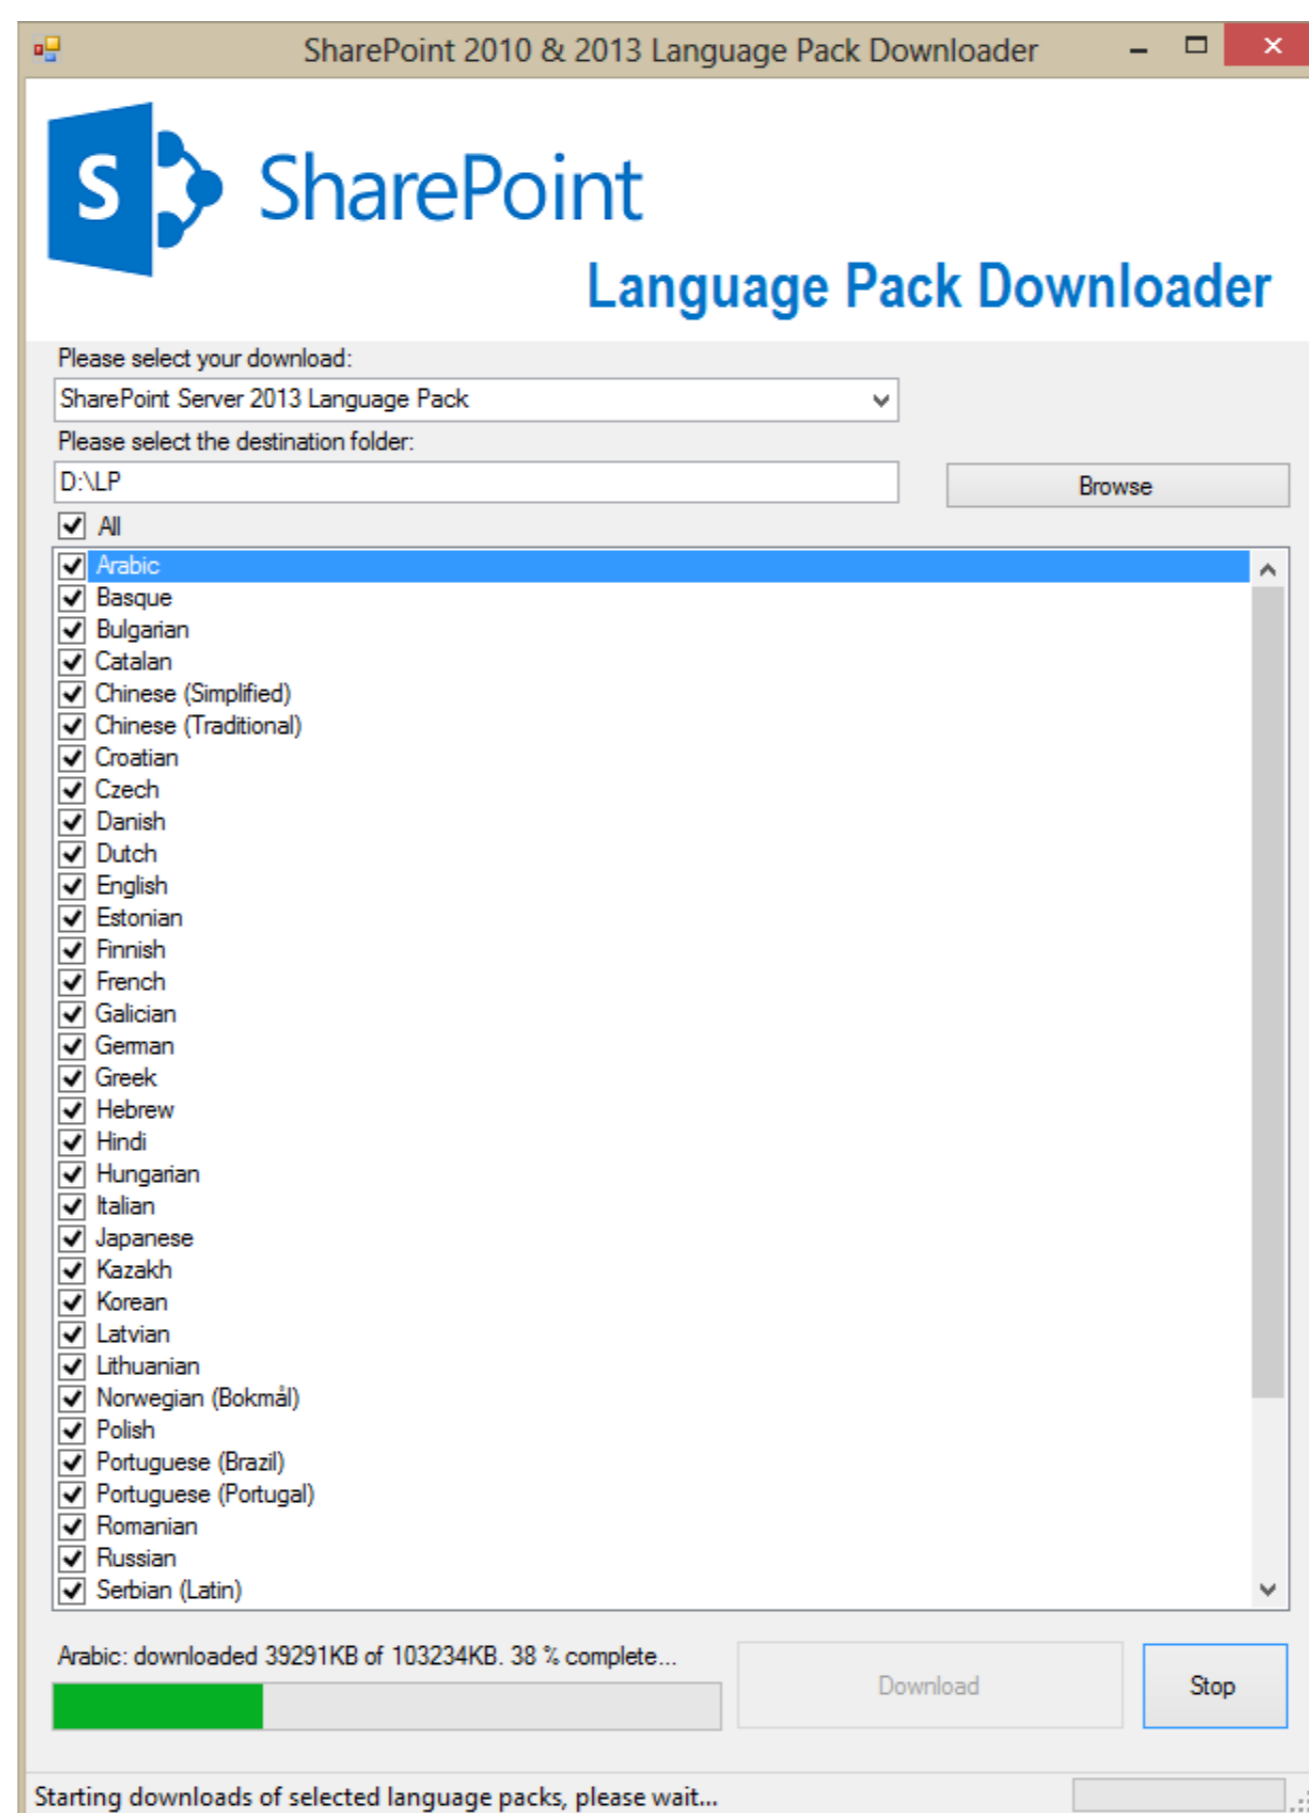 SharePoint 2010 & 2013 Language Pack Downloader
S SharePoint
Language Pack Downloader
Please select your download:
SharePoint Server 2013 Language Pack
Please select the destination folder:
D:\LP
Browse
All
Arabic
Basque
Bulgarian
Catalan
Chinese (Simplified)
Chinese (Traditional)
Croatian
Czech
Danish
Dutch
English
Estonian
Finnish
French
Galician
German
Greek
Hebrew
Hindi
Hungarian
Italian
Japanese
Kazakh
Korean
Latvian
Lithuanian
Norwegian (Bokmål)
Polish
Portuguese (Brazil)
Portuguese (Portugal)
Romanian
Russian
Serbian (Latin)
Arabic: downloaded 39291KB of 103234KB. 38 % complete...
Download
Stop
Starting downloads of selected language packs, please wait...